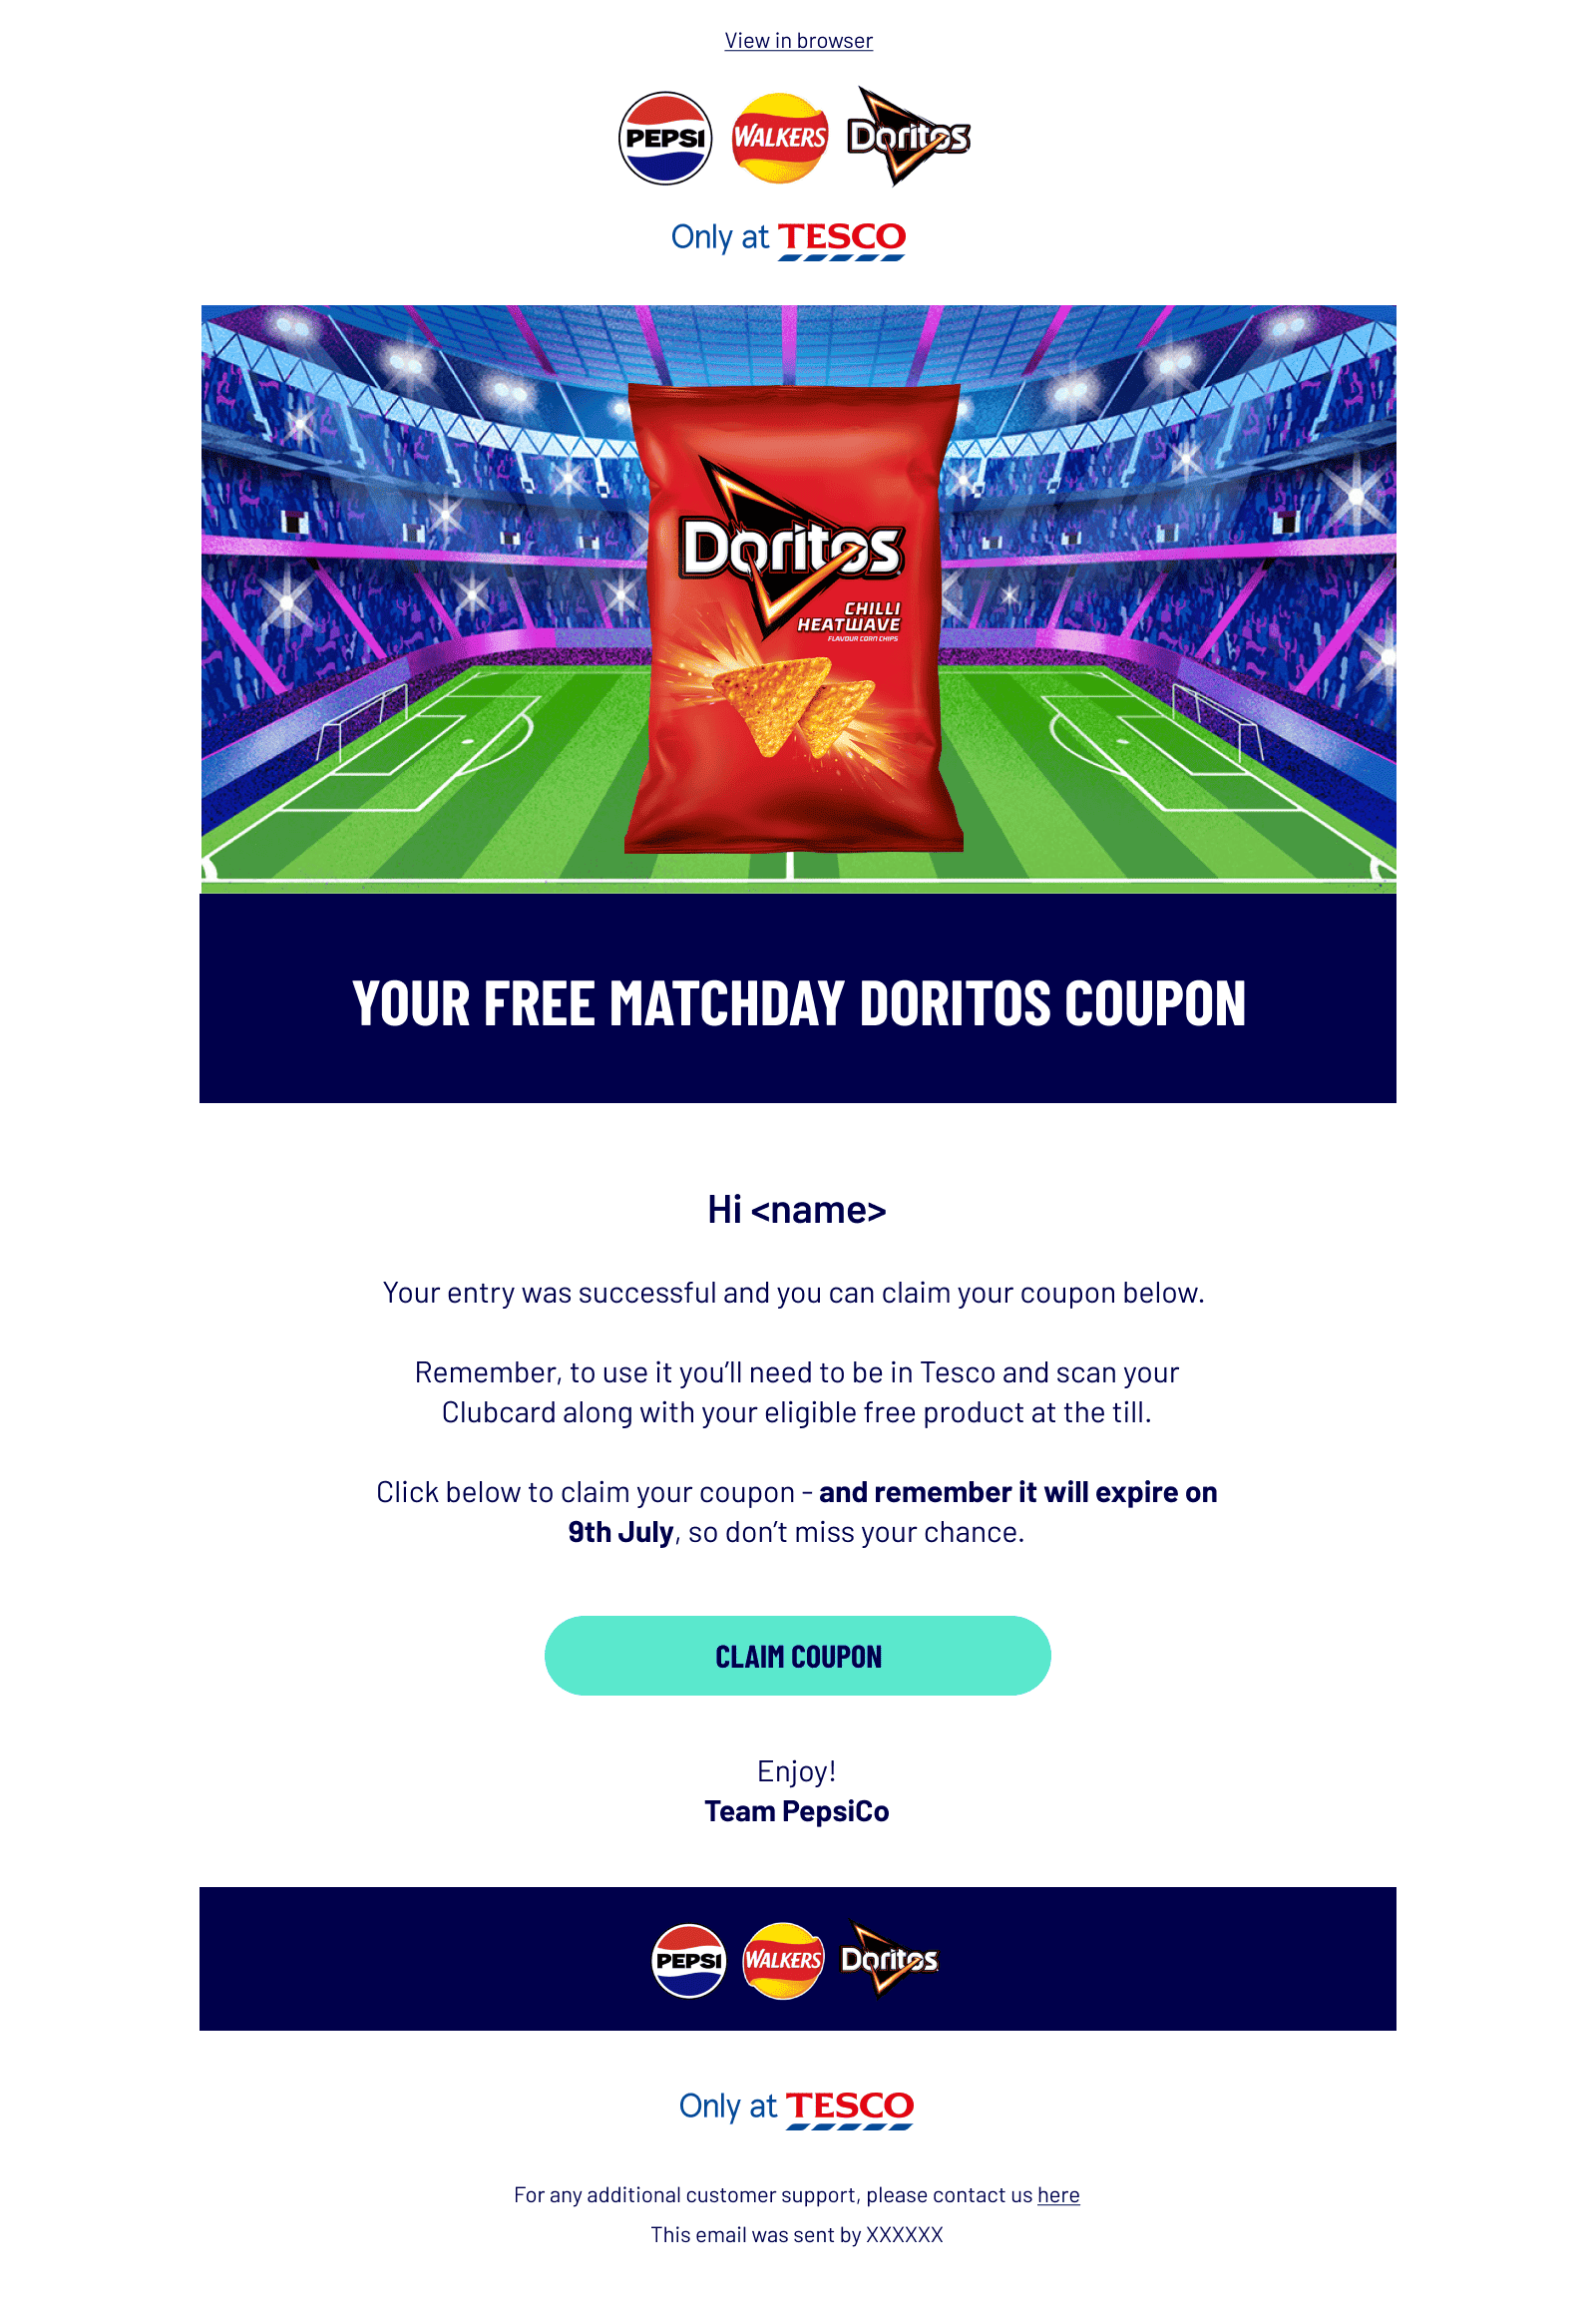 View in browser
PEPSI WALKERS Doritos
Only at TESCO
Doritos
CHILLI
HEATWAVE
FLAVOUR CORN CHIPS
YOUR FREE MATCHDAY DORITOS COUPON
Hi <name>
Your entry was successful and you can claim your coupon below.
Remember, to use it you’ll need to be in Tesco and scan your
Clubcard along with your eligible free product at the till.
Click below to claim your coupon - and remember it will expire on
9th July, so don’t miss your chance.
CLAIM COUPON
Enjoy!
Team PepsiCo
PEPSI WALKERS Doritos
Only at TESCO
For any additional customer support, please contact us here
This email was sent by XXXXXX